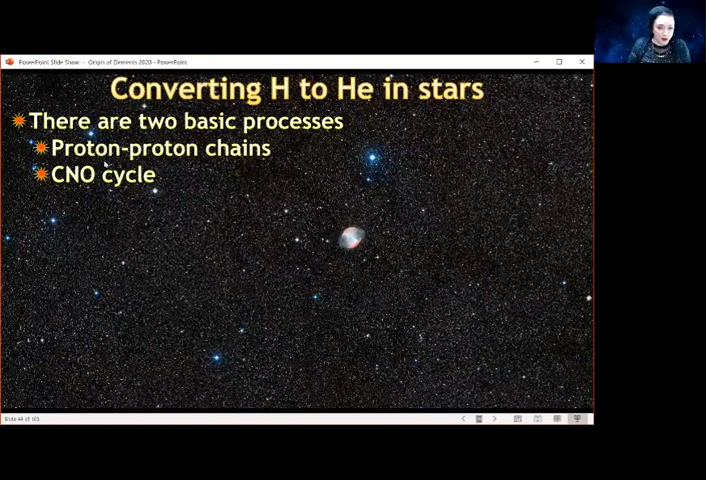 PowerPoint Slide Show - Origin of Elements 2020 - PowerPoint
Converting H to He in stars
There are two basic processes
Proton-proton chains
CNO cycle
Slide 44 of 103